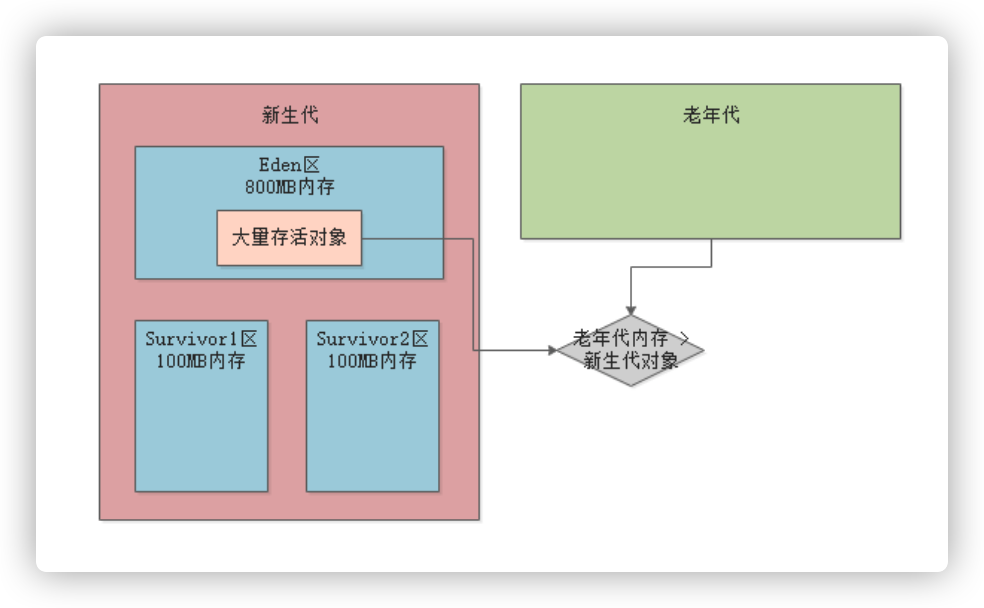 新生代
Eden区
800MB内存
大量存活对象
Survivor1区
100MB内存
Survivor2区
100MB内存
老年代
老年代内存 >
新生代对象